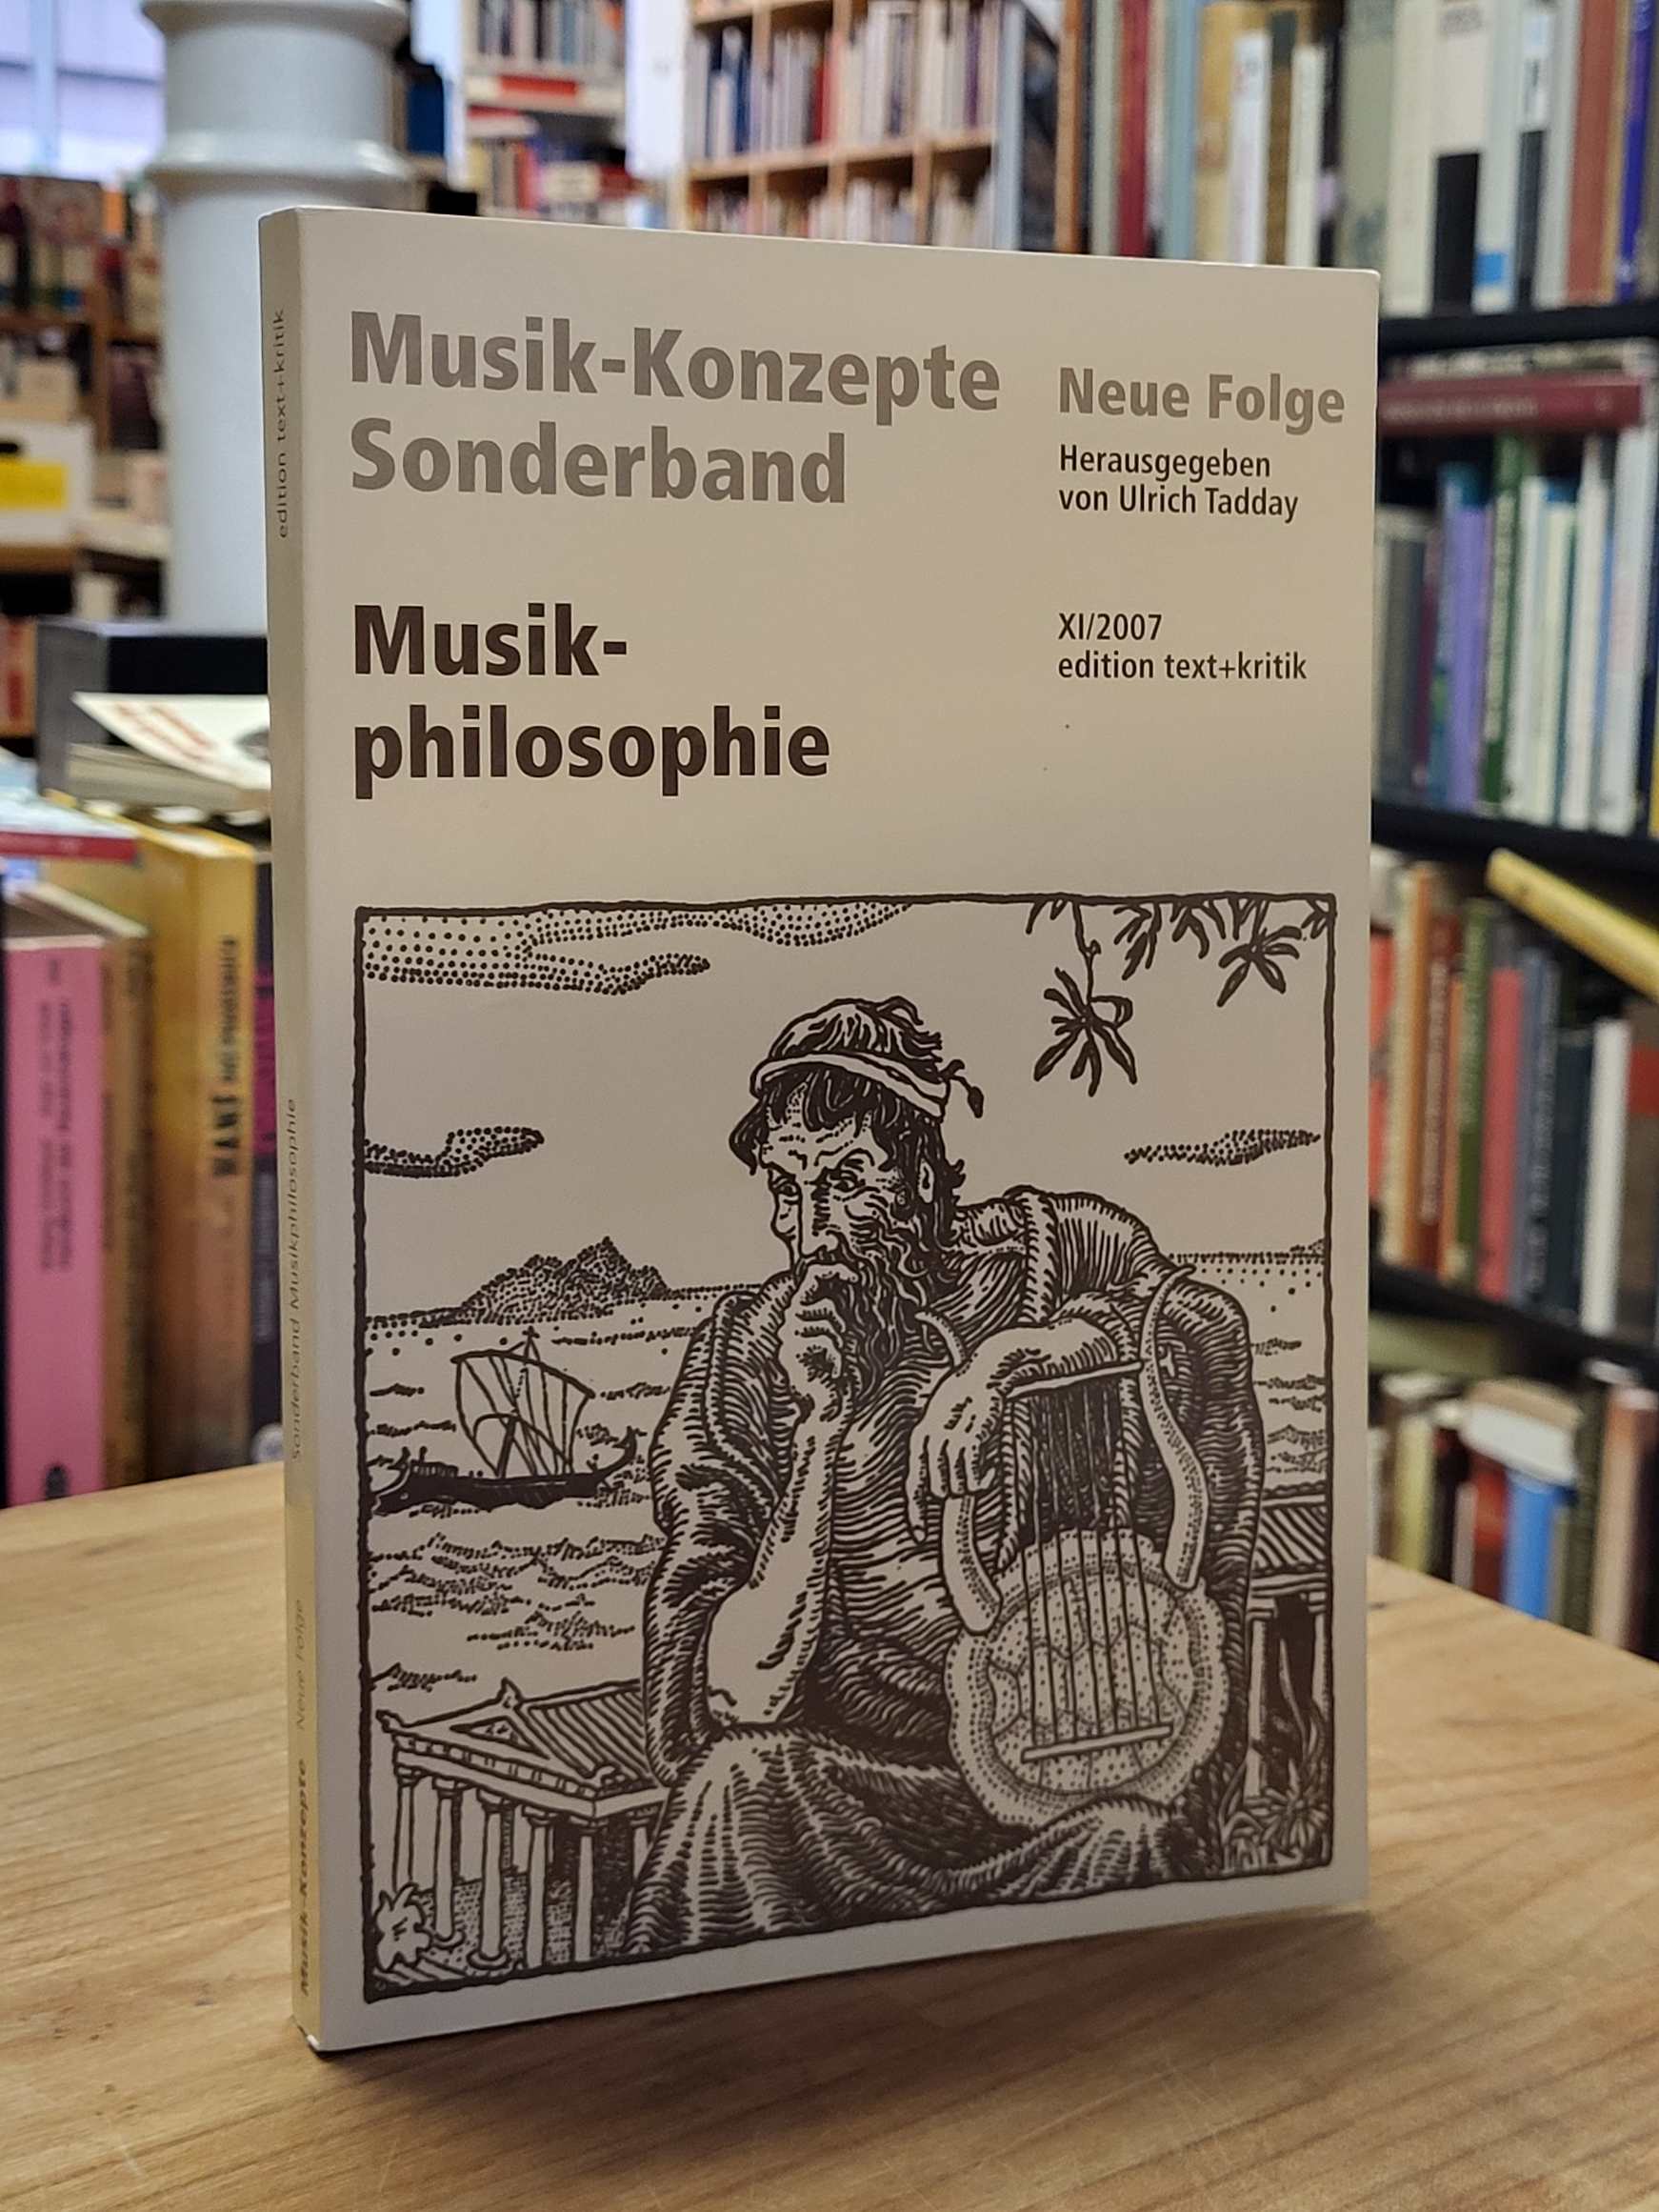 Musik-Konzepte
Sonderband
Neue Folge
Herausgegeben
von Ulrich Tadday
Musik-
philosophie
XI/2007
edition text+kritik
Musik-Konzepte Neue Folge Sonderband Musikphilosophie edition text+kritik